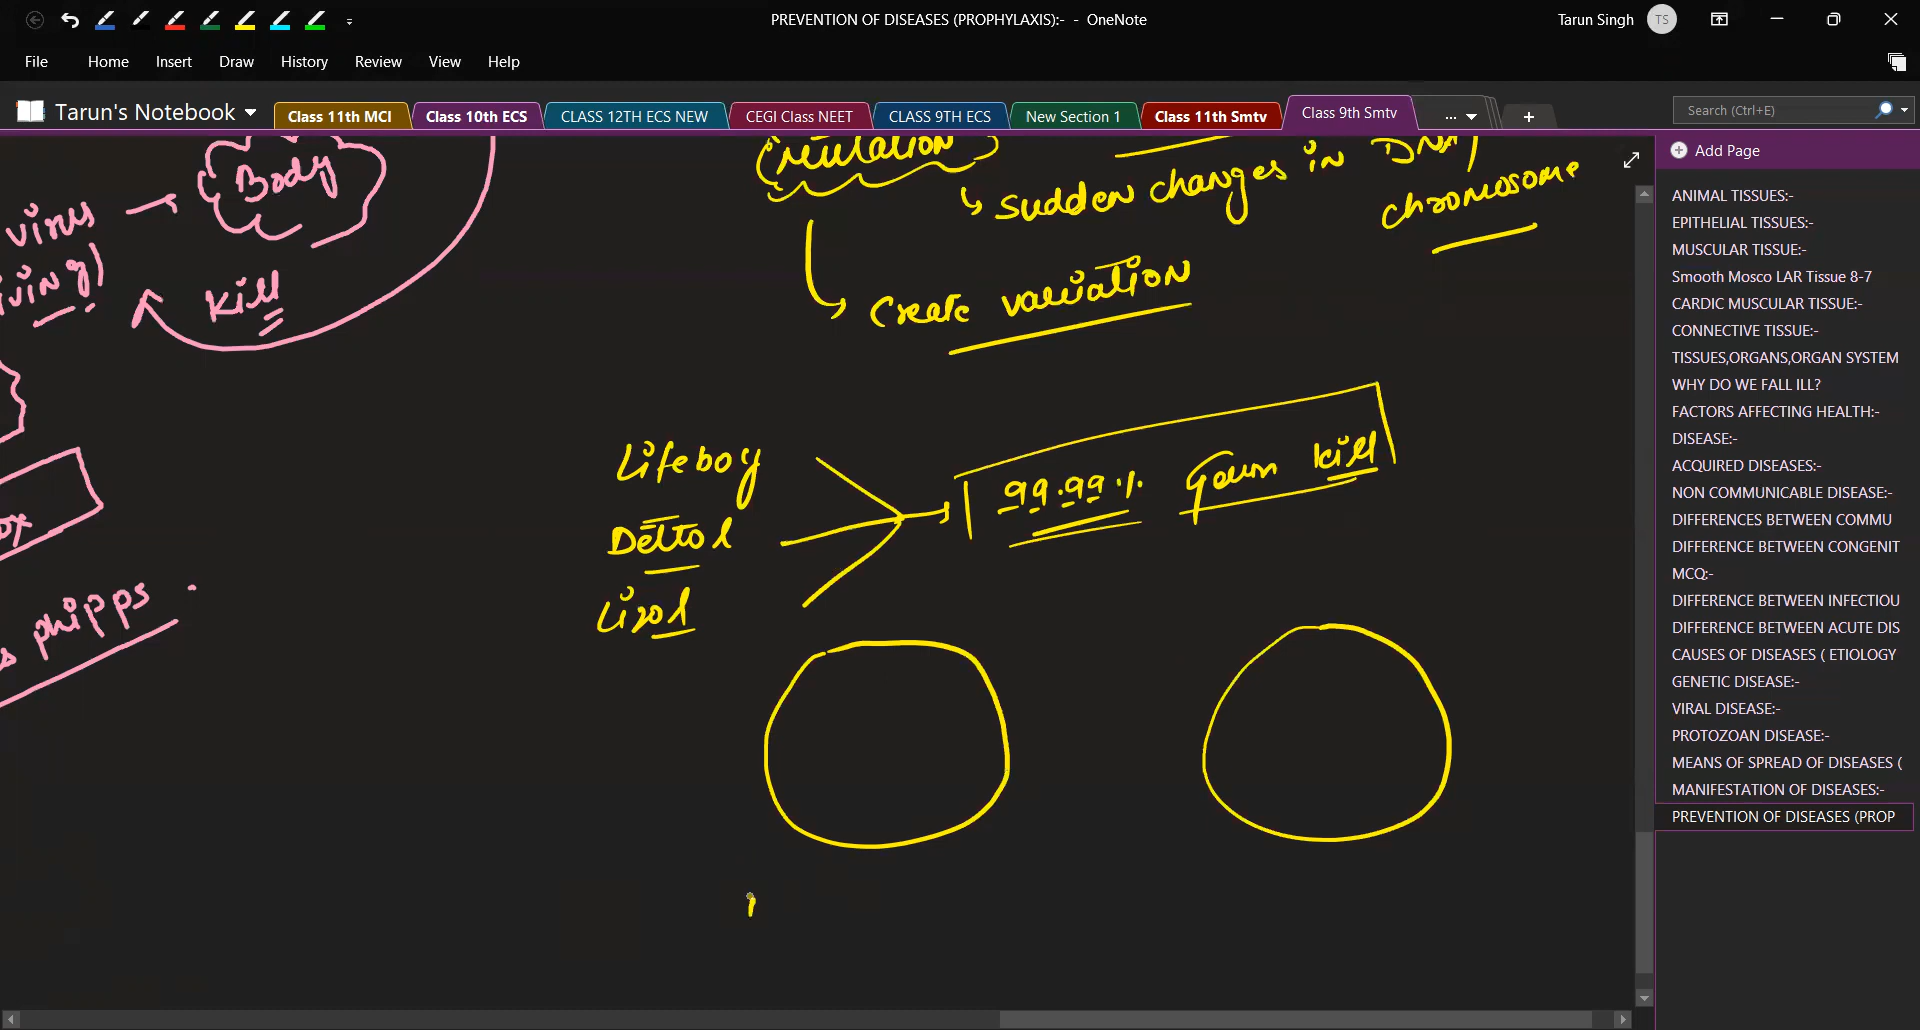 PREVENTION OF DISEASES (PROPHYLAXIS):- - OneNote
Tarun Singh
TS
File Home Insert Draw History Review View Help
Tarun's Notebook
Class 11th MCI
Class 10th ECS
CLASS 12TH ECS NEW
CEGI Class NEET
CLASS 9TH ECS
New Section 1
Class 11th Smtv
Class 9th Smtv
...
Search (Ctrl+E)
Add Page
ANIMAL TISSUES:-
EPITHELIAL TISSUES:-
MUSCULAR TISSUE:-
Smooth Mosco LAR Tissue 8-7
CARDIC MUSCULAR TISSUE:-
CONNECTIVE TISSUE:-
TISSUES,ORGANS,ORGAN SYSTEM
WHY DO WE FALL ILL?
FACTORS AFFECTING HEALTH:-
DISEASE:-
ACQUIRED DISEASES:-
NON COMMUNICABLE DISEASE:-
DIFFERENCES BETWEEN COMMU
DIFFERENCE BETWEEN CONGENIT
MCQ:-
DIFFERENCE BETWEEN INFECTIOU
DIFFERENCE BETWEEN ACUTE DIS
CAUSES OF DISEASES ( ETIOLOGY
GENETIC DISEASE:-
VIRAL DISEASE:-
PROTOZOAN DISEASE:-
MEANS OF SPREAD OF DISEASES (
MANIFESTATION OF DISEASES:-
PREVENTION OF DISEASES (PROP
virus → Body
iving)
Kill
ox
s phipps
(mutation)
sudden changes in DNA/
chromosome
Create variation
Lifeboy
Dettol
Lizol
99.99%. Germ kill